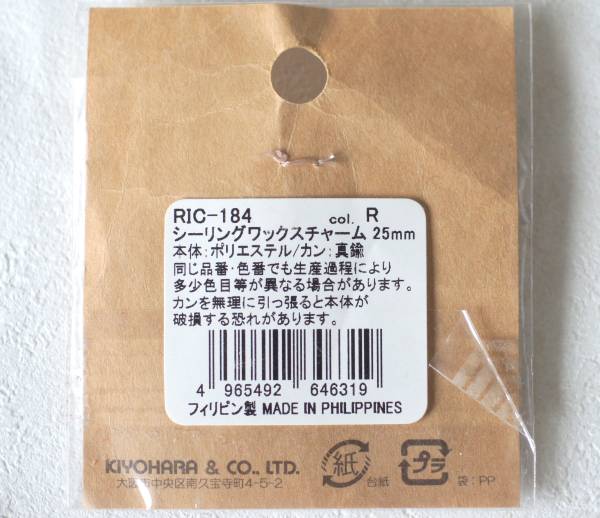 RIC-184 col. R
シーリングワックスチャーム 25mm
本体:ポリエステル/カン:真鍮
同じ品番・色番でも生産過程により
多少色目等が異なる場合があります。
カンを無理に引っ張ると本体が
破損する恐れがあります。
4 965492 646319
フィリピン製 MADE IN PHILIPPINES
KIYOHARA & CO., LTD.
大阪市中央区南久宝寺町4-5-2
紙 台紙
プラ 袋:PP